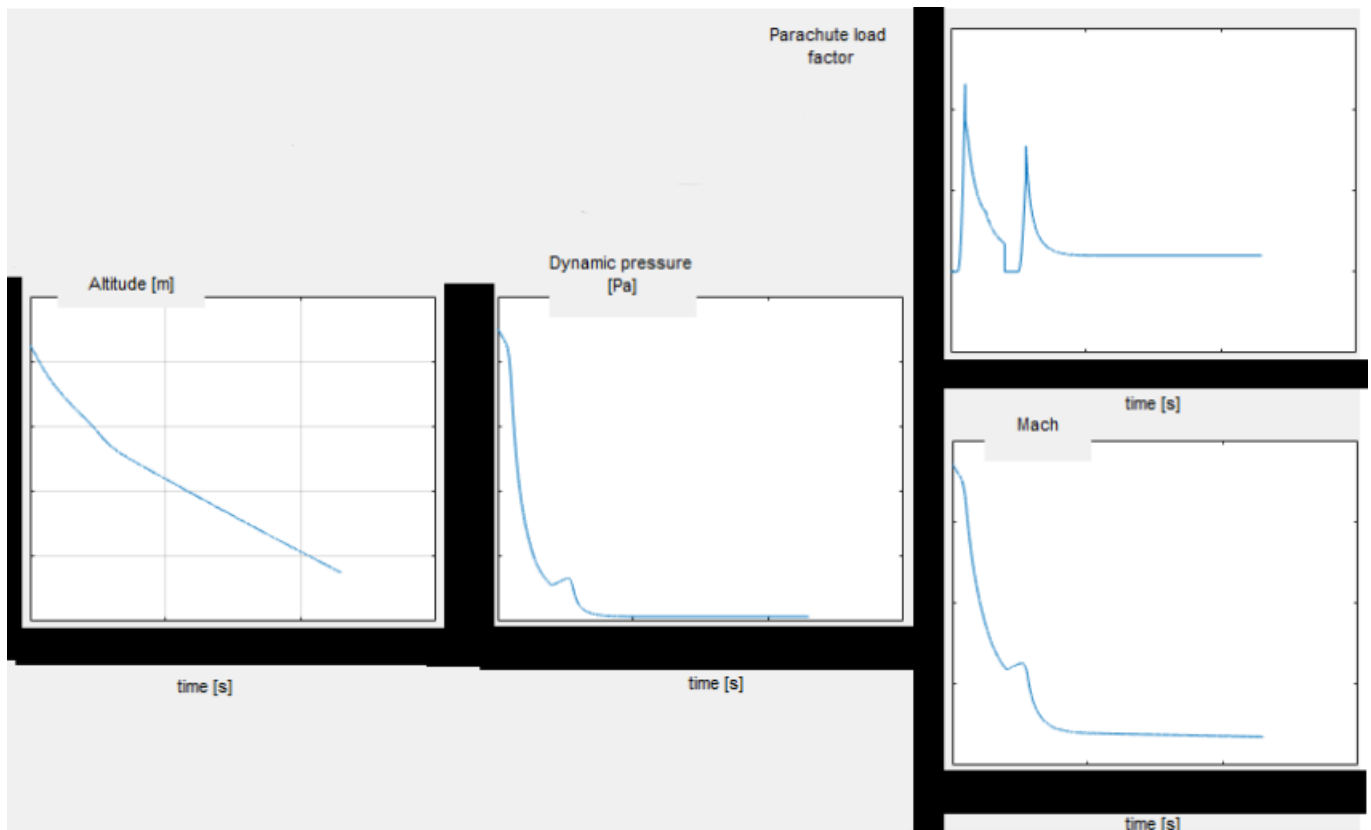 Parachute load
factor
Altitude [m]
Dynamic pressure
[Pa]
time [s]
Mach
time [s]
time [s]
time [s]